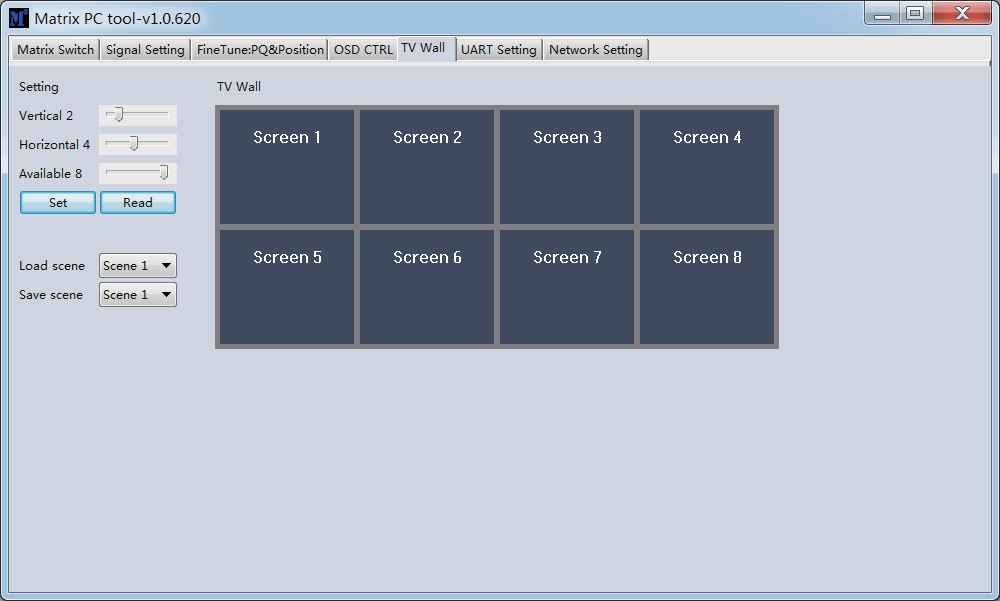 Matrix PC tool-v1.0.620
Matrix Switch Signal Setting FineTune:PQ&Position OSD CTRL TV Wall UART Setting Network Setting
Setting
Vertical 2
Horizontal 4
Available 8
Set Read
Load scene Scene 1
Save scene Scene 1
TV Wall
Screen 1 Screen 2 Screen 3 Screen 4
Screen 5 Screen 6 Screen 7 Screen 8